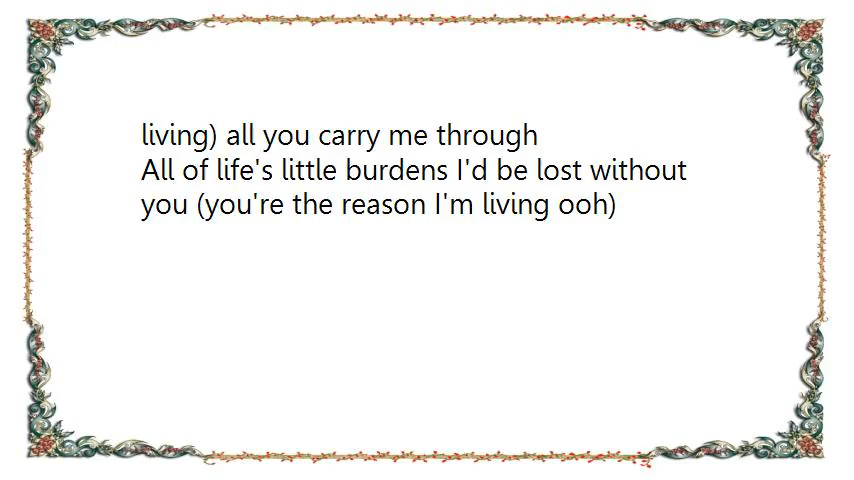 living) all you carry me through
All of life's little burdens I'd be lost without
you (you're the reason I'm living ooh)